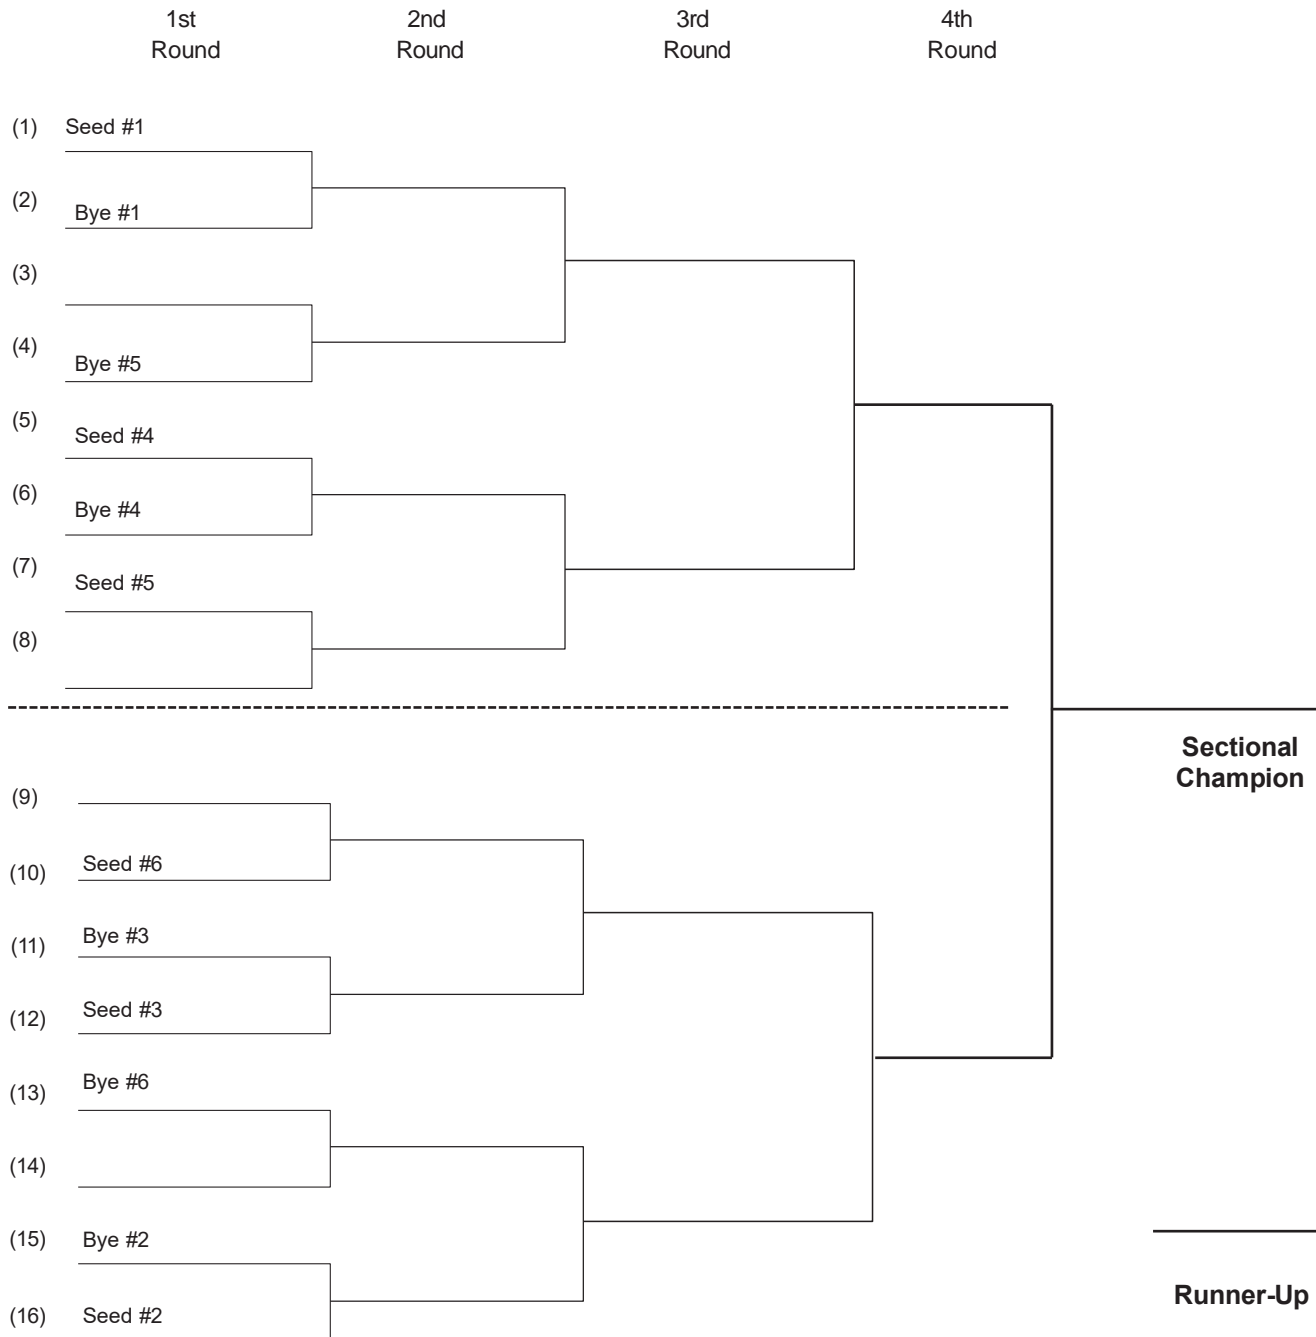 1st 2nd 3rd 4th
Round Round Round Round
(1) Seed #1
(2) Bye #1
(3)
(4) Bye #5
(5) Seed #4
(6) Bye #4
(7) Seed #5
(8)
Sectional
Champion
(9)
(10) Seed #6
(11) Bye #3
(12) Seed #3
(13) Bye #6
(14)
(15) Bye #2
(16) Seed #2
Runner-Up